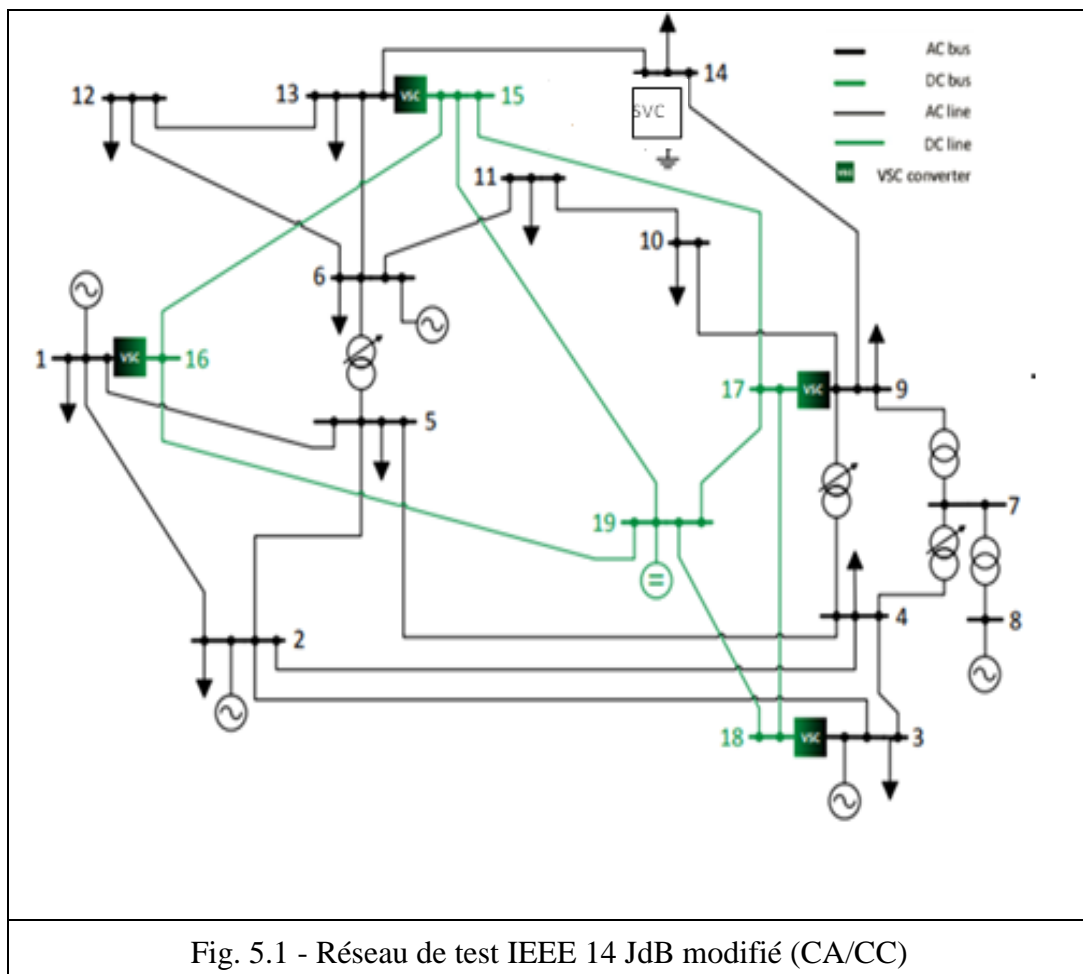 14
AC bus
DC bus
AC line
DC line
VSC
VSC converter
12
13
VSC
15
SVC
11
10
6
1
VSC
16
17
VSC
9
5
19
7
4
8
2
18
VSC
3
Fig. 5.1 - Réseau de test IEEE 14 JdB modifié (CA/CC)